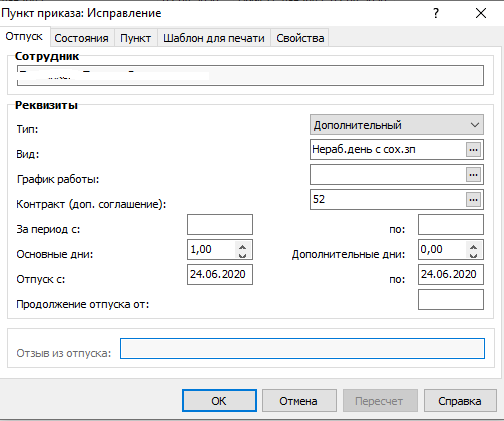 Пункт приказа: Исправление
Отпуск Состояния Пункт Шаблон для печати Свойства
Сотрудник
Реквизиты
Тип: Дополнительный
Вид: Нераб.день с сох.зп ...
График работы: ...
Контракт (доп. соглашение): 52 ...
За период с: по:
Основные дни: 1,00 Дополнительные дни: 0,00
Отпуск с: 24.06.2020 по: 24.06.2020
Продолжение отпуска от:
Отзыв из отпуска:
ОК Отмена Пересчет Справка